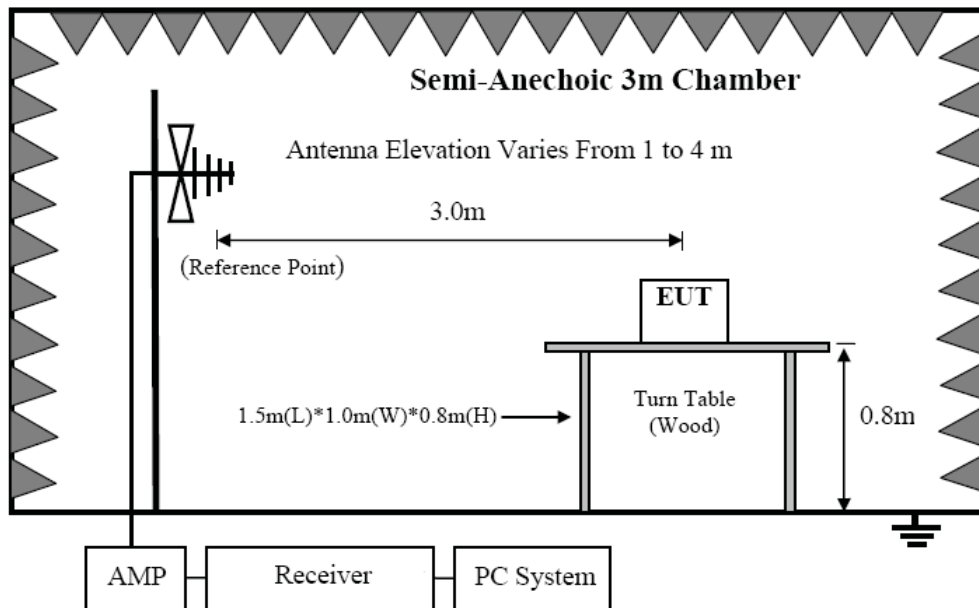 Semi-Anechoic 3m Chamber
Antenna Elevation Varies From 1 to 4 m
3.0m
(Reference Point)
EUT
1.5m(L)*1.0m(W)*0.8m(H)
Turn Table
(Wood)
0.8m
AMP
Receiver
PC System